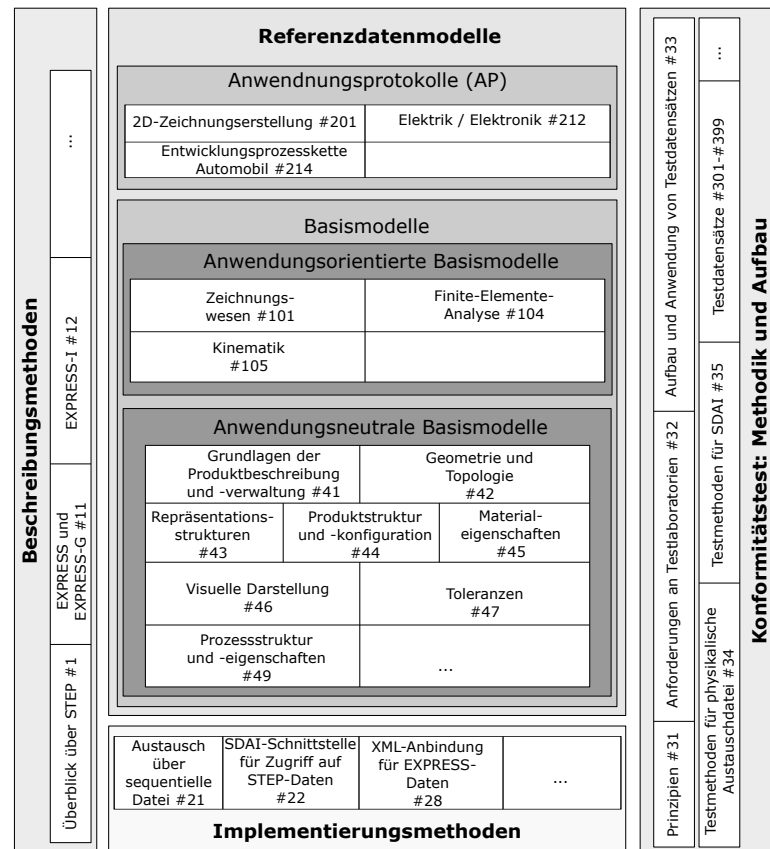 Beschreibungsmethoden
...
EXPRESS-I #12
EXPRESS und
EXPRESS-G #11
Überblick über STEP #1
Referenzdatenmodelle
Anwednungsprotokolle (AP)
2D-Zeichnungserstellung #201
Elektrik / Elektronik #212
Entwicklungsprozesskette
Automobil #214
Basismodelle
Anwendungsorientierte Basismodelle
Zeichnungs-
wesen #101
Finite-Elemente-
Analyse #104
Kinematik
#105
Anwendungsneutrale Basismodelle
Grundlagen der
Produktbeschreibung
und -verwaltung #41
Geometrie und
Topologie
#42
Repräsentations-
strukturen
#43
Produktstruktur
und -konfiguration
#44
Material-
eigenschaften
#45
Visuelle Darstellung
#46
Toleranzen
#47
Prozessstruktur
und -eigenschaften
#49
...
Austausch
über
sequentielle
Datei #21
SDAI-Schnittstelle
für Zugriff auf
STEP-Daten
#22
XML-Anbindung
für EXPRESS-
Daten
#28
...
Implementierungsmethoden
Aufbau und Anwendung von Testdatensätzen #33
Anforderungen an Testlaboratorien #32
Prinzipien #31
...
Testdatensätze #301-#399
Testmethoden für SDAI #35
Testmethoden für physikalische
Austauschdatei #34
Konformitätstest: Methodik und Aufbau